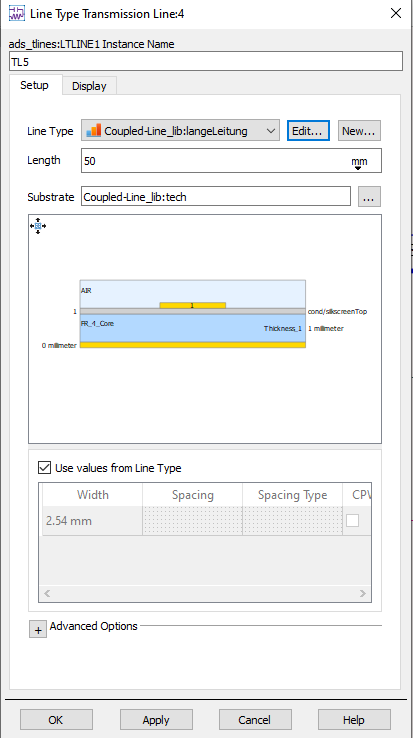 Line Type Transmission Line:4
ads_tlines:LTLINE1 Instance Name
TL5
Setup Display
Line Type Coupled-Line_lib:langeLeitung Edit... New...
Length 50 mm
Substrate Coupled-Line_lib:tech ...
AIR
1
1 cond/silkscreenTop
FR_4_Core
Thickness_1 1 millimeter
0 millimeter
Use values from Line Type
Width Spacing Spacing Type CPW
2.54 mm
+ Advanced Options
OK Apply Cancel Help